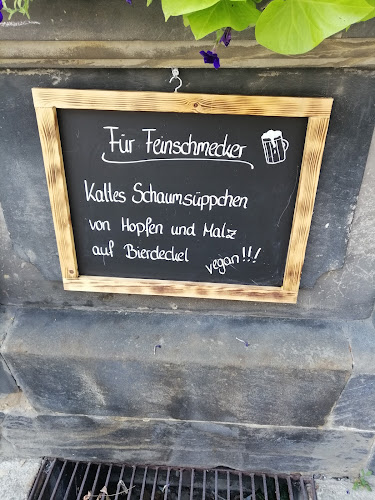 Für Feinschmecker
Kaltes Schaumsüppchen
von Hopfen und Malz
auf Bierdeckel
vegan!!!